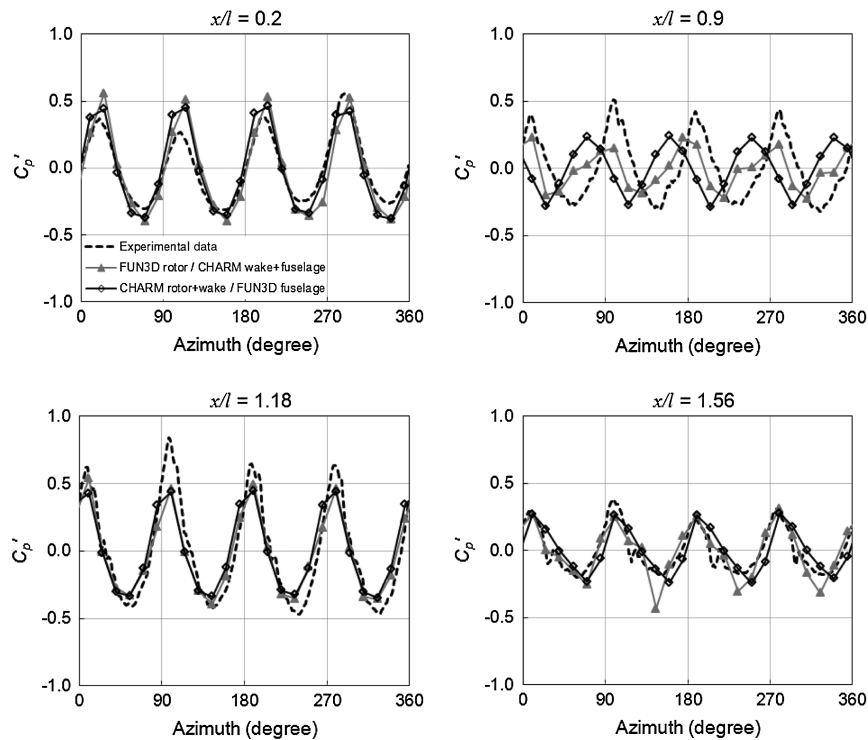 x/l = 0.2
1.0
0.5
0.0
-0.5
-1.0
Cp'
Experimental data
FUN3D rotor / CHARM wake+fuselage
CHARM rotor+wake / FUN3D fuselage
0 90 180 270 360
Azimuth (degree)
x/l = 0.9
1.0
0.5
0.0
-0.5
-1.0
Cp'
0 90 180 270 360
Azimuth (degree)
x/l = 1.18
1.0
0.5
0.0
-0.5
-1.0
Cp'
0 90 180 270 360
Azimuth (degree)
x/l = 1.56
1.0
0.5
0.0
-0.5
-1.0
Cp'
0 90 180 270 360
Azimuth (degree)